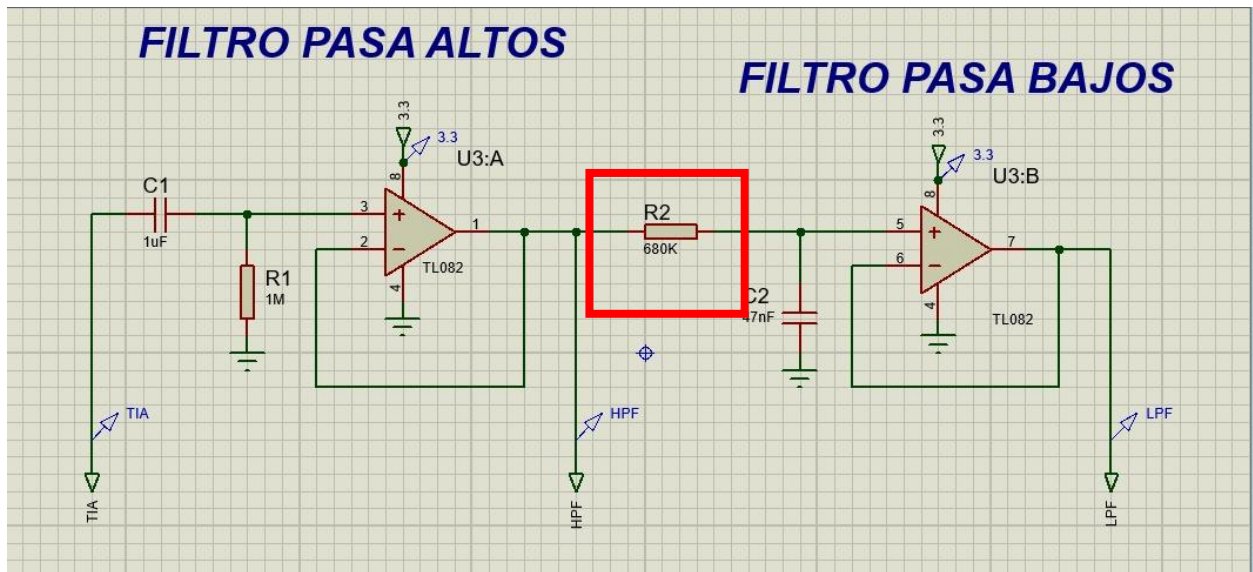 FILTRO PASA ALTOS
FILTRO PASA BAJOS
3.3
3.3
U3:A
8
C1
1uF
3
2
1
4
TL082
R1
1M
R2
680K
3.3
3.3
U3:B
8
5
6
7
4
TL082
47nF
TIA
HPF
LPF
TIA
HPF
LPF